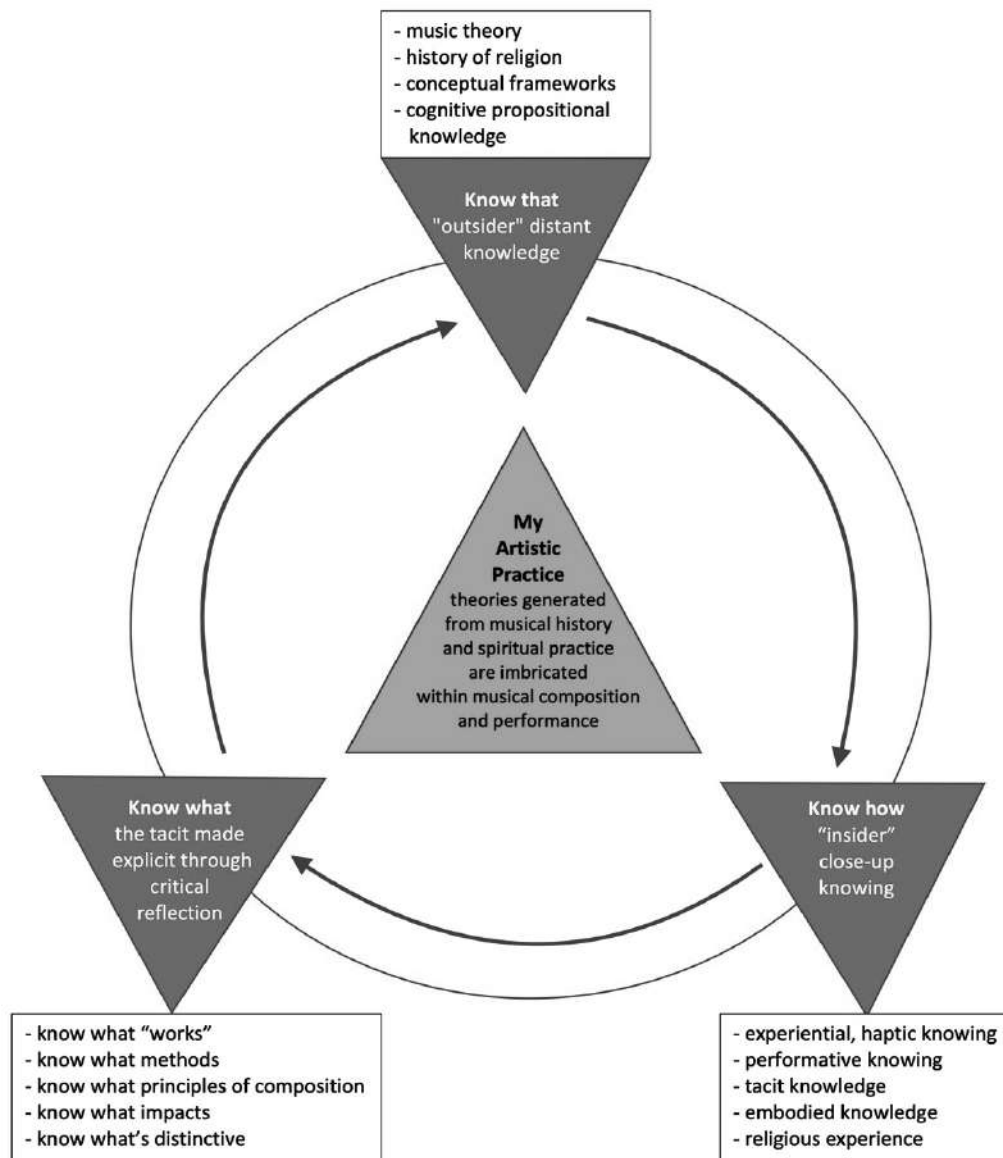 - music theory
- history of religion
- conceptual frameworks
- cognitive propositional
knowledge
Know that
"outsider" distant
knowledge
My
Artistic
Practice
theories generated
from musical history
and spiritual practice
are imbricated
within musical composition
and performance
Know what
the tacit made
explicit through
critical
reflection
Know how
“insider”
close-up
knowing
- know what “works”
- know what methods
- know what principles of composition
- know what impacts
- know what’s distinctive
- experiential, haptic knowing
- performative knowing
- tacit knowledge
- embodied knowledge
- religious experience